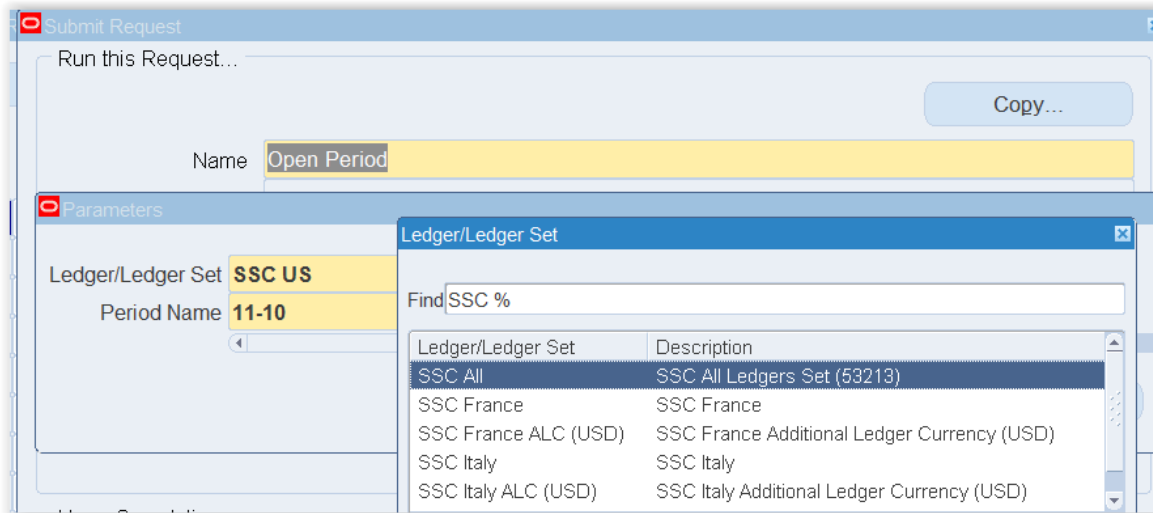 Submit Request
Run this Request...
Copy...
Name Open Period
Parameters
Ledger/Ledger Set SSC US
Period Name 11-10
Ledger/Ledger Set
Find SSC %
Ledger/Ledger Set Description
SSC All SSC All Ledgers Set (53213)
SSC France SSC France
SSC France ALC (USD) SSC France Additional Ledger Currency (USD)
SSC Italy SSC Italy
SSC Italy ALC (USD) SSC Italy Additional Ledger Currency (USD)